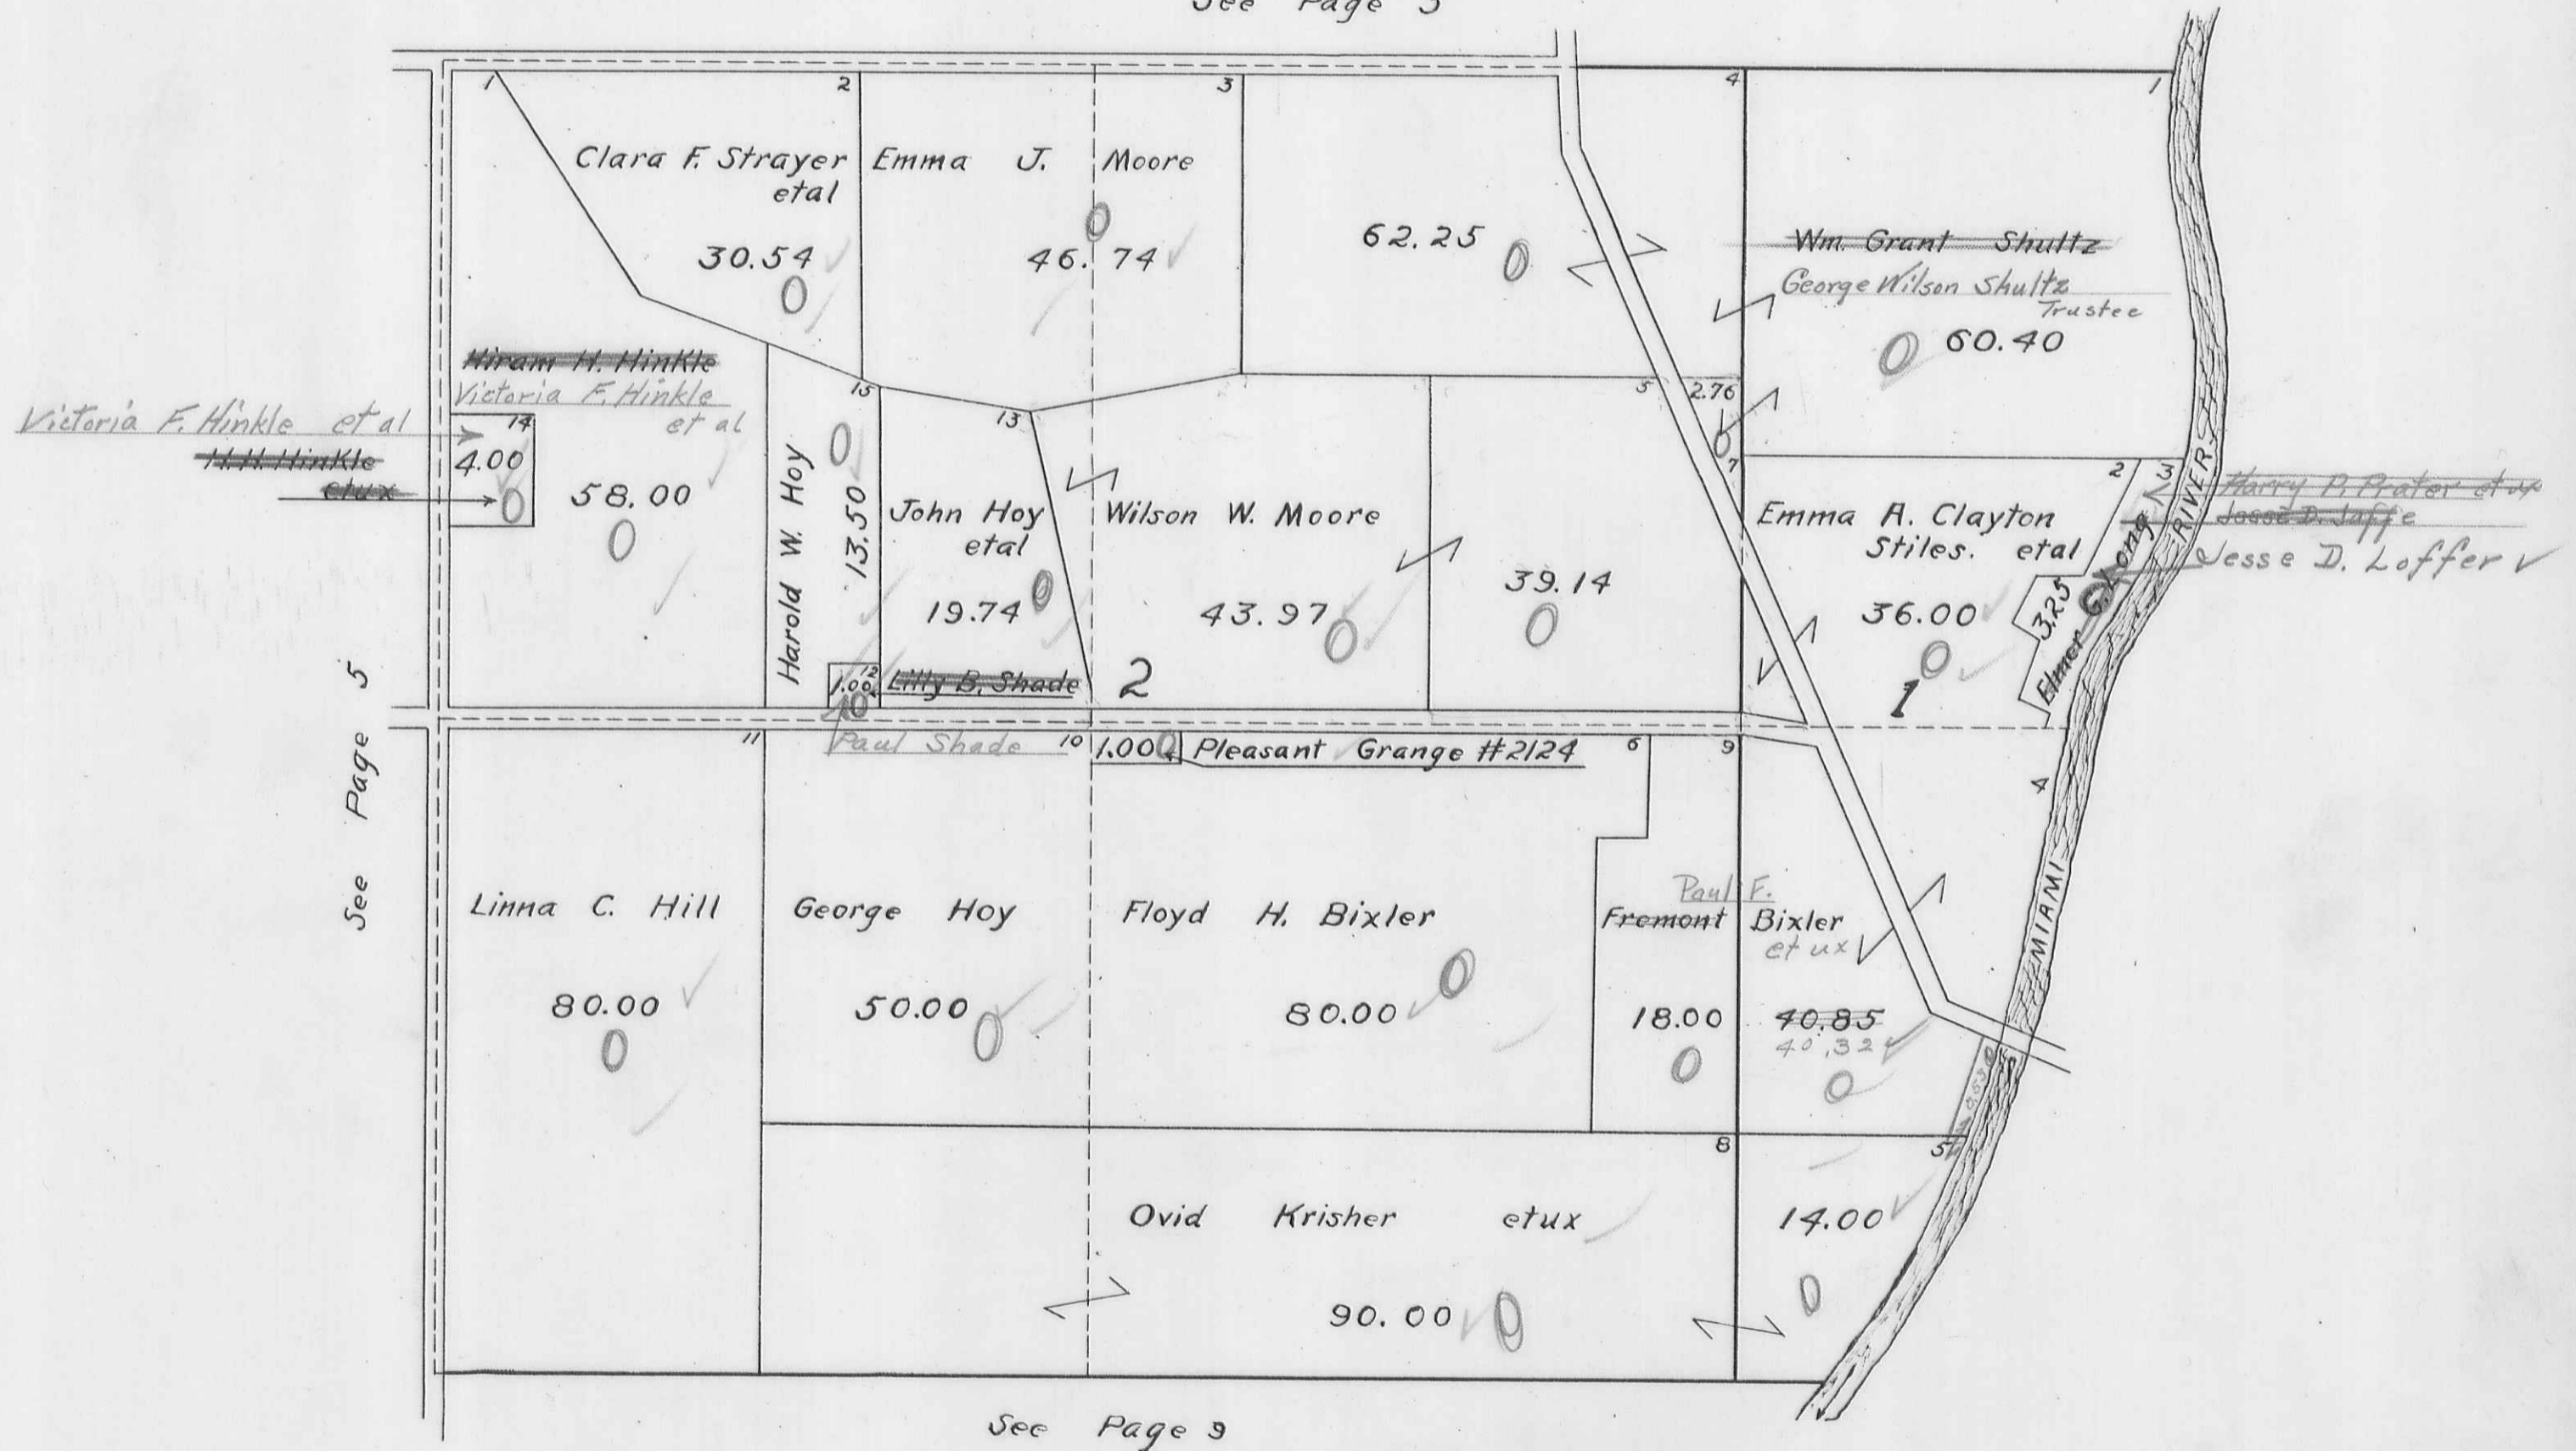 See Page 3
1
2
3
4
1
Clara F. Strayer
etal
30.54
Emma J. Moore
46.74
62.25
Wm. Grant Shultz
George Wilson Shultz
Trustee
60.40
Hiram H. Hinkle
Victoria F. Hinkle
et al
Victoria F. Hinkle et al
H.H. Hinkle
etux
14
4.00
58.00
15
Harold W. Hoy
13.50
13
John Hoy
etal
19.74
Wilson W. Moore
43.97
5
39.14
2.76
7
2
3
Emma A. Clayton
Stiles. etal
36.00
1
3.25
Elmer G. Long
Harry P. Prater et ux
Jesse D. Jaffe
Jesse D. Loffer
RIVER
12
1.00
Lilly B. Shade
2
Paul Shade
See Page 5
11
10
1.00
Pleasant Grange #2124
6
9
4
Linna C. Hill
80.00
George Hoy
50.00
Floyd H. Bixler
80.00
Paul F.
Fremont Bixler
et ux
18.00
40.85
40.32
MIAMI
8
5
Ovid Krisher etux
90.00
14.00
See Page 9